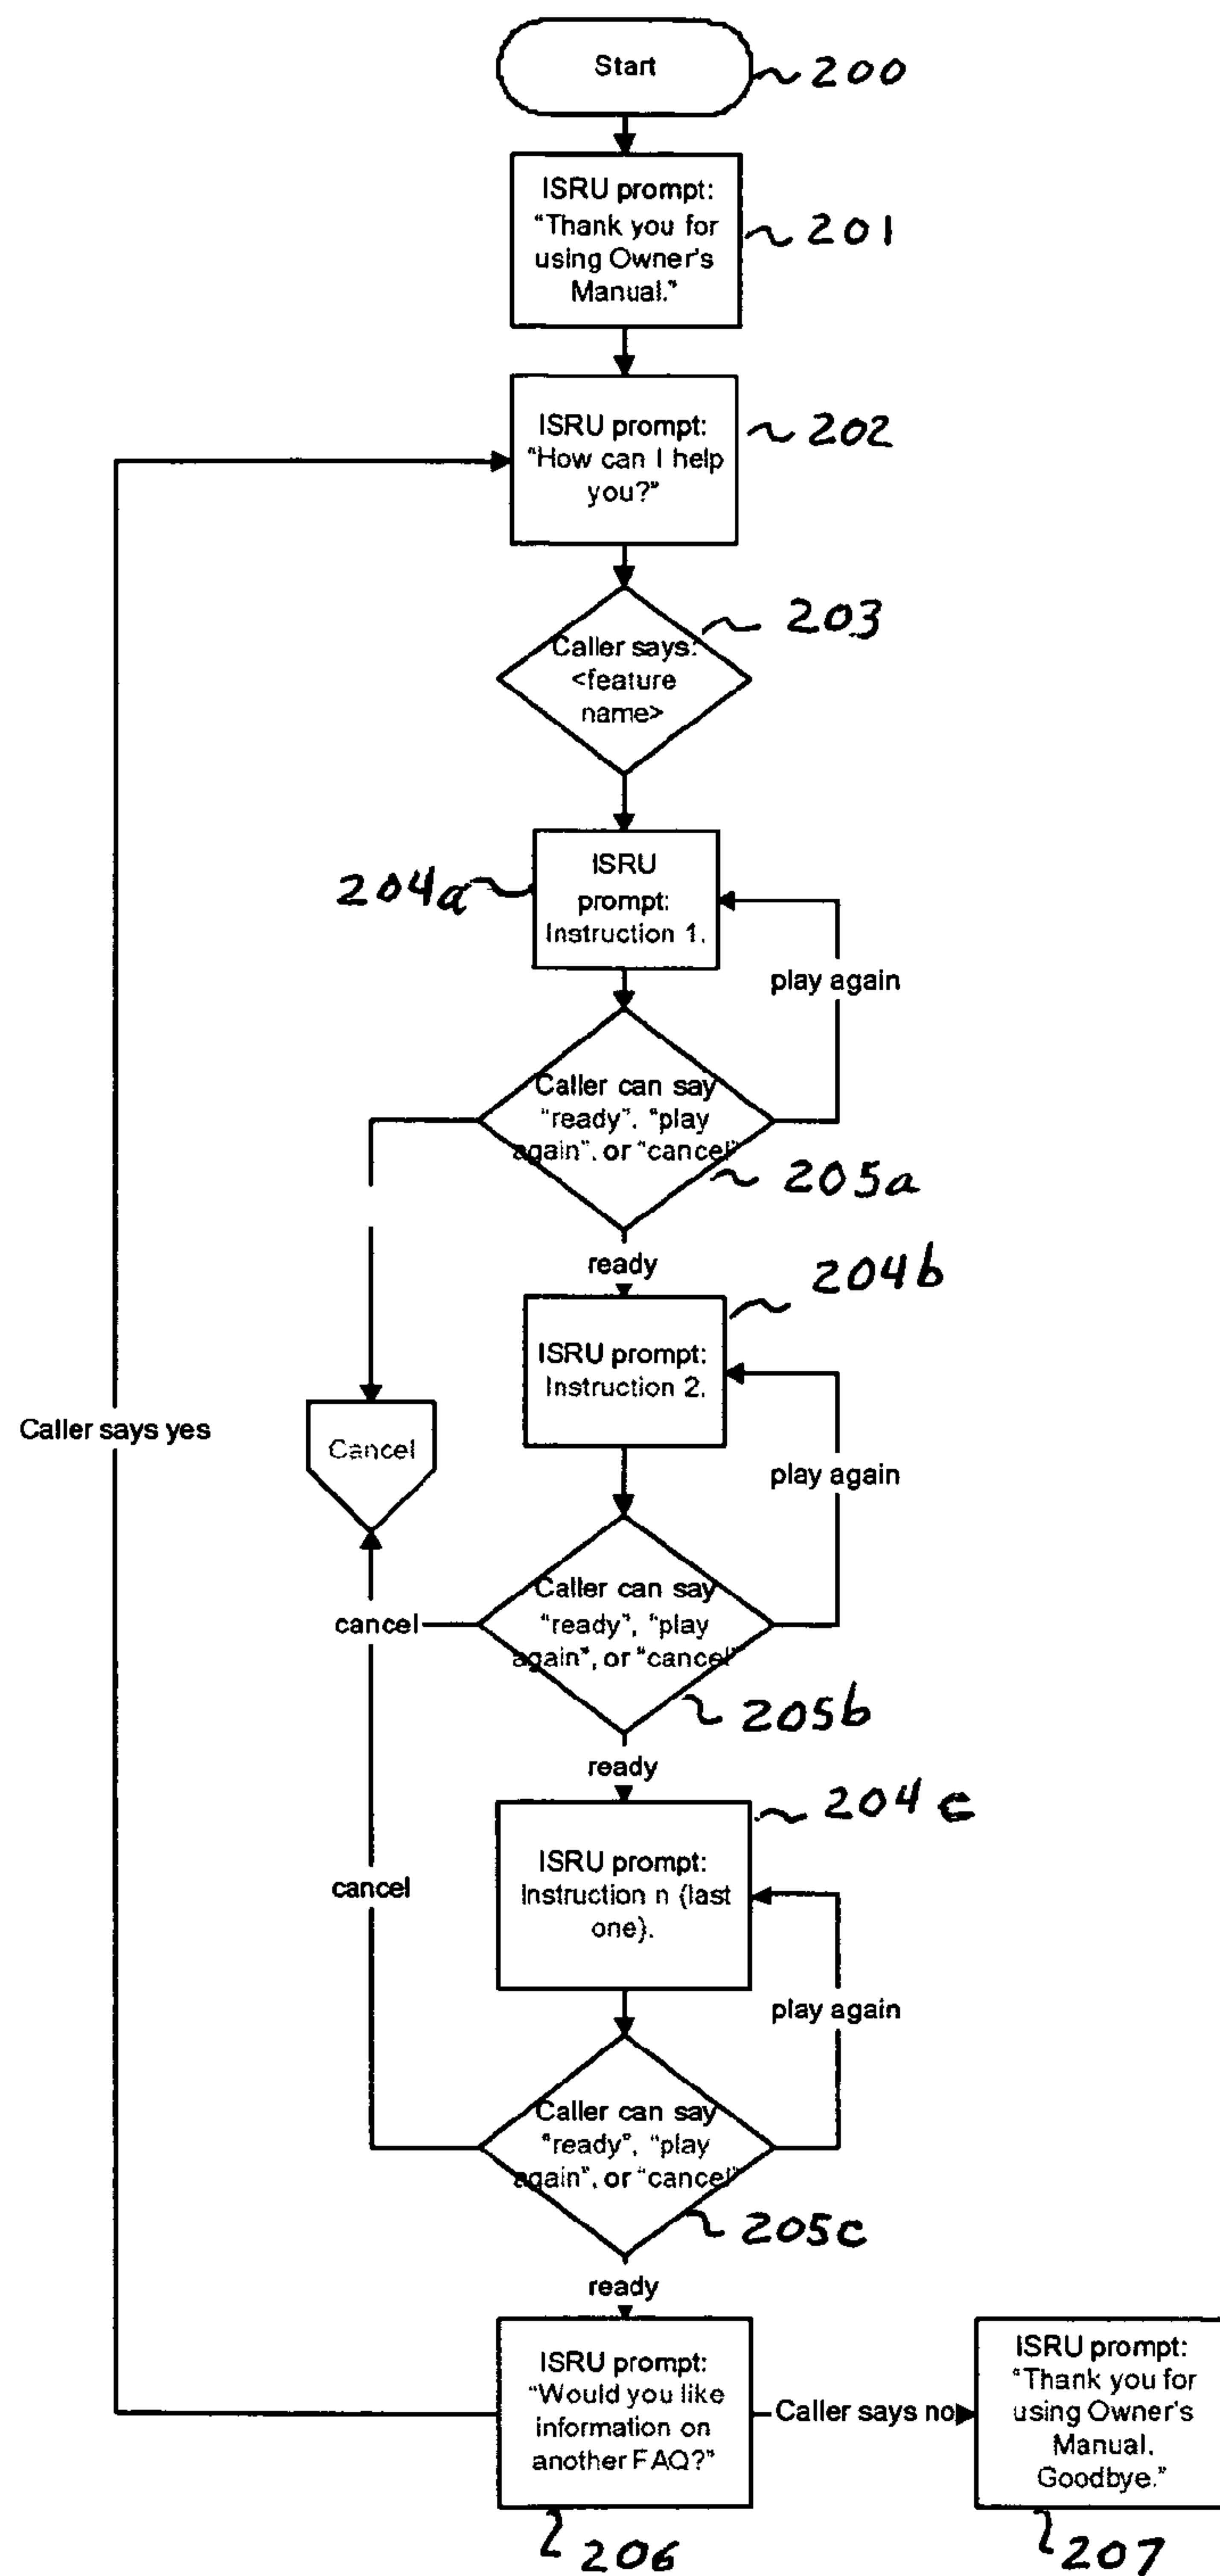 Start
200
ISRU prompt:
“Thank you for
using Owner's
Manual.”
201
ISRU prompt:
“How can I help
you?”
202
Caller says:
<feature
name>
203
ISRU
prompt:
Instruction 1.
204a
play again
Caller can say
“ready”, “play
again”, or “cancel”
205a
ready
ISRU prompt:
Instruction 2.
204b
Caller says yes
Cancel
play again
Caller can say
“ready”, “play
again”, or “cancel”
cancel
205b
ready
ISRU prompt:
Instruction n (last
one).
204c
cancel
play again
Caller can say
“ready”, “play
again”, or “cancel”
205c
ready
ISRU prompt:
“Would you like
information on
another FAQ?”
206
Caller says no
ISRU prompt:
“Thank you for
using Owner's
Manual.
Goodbye.”
207